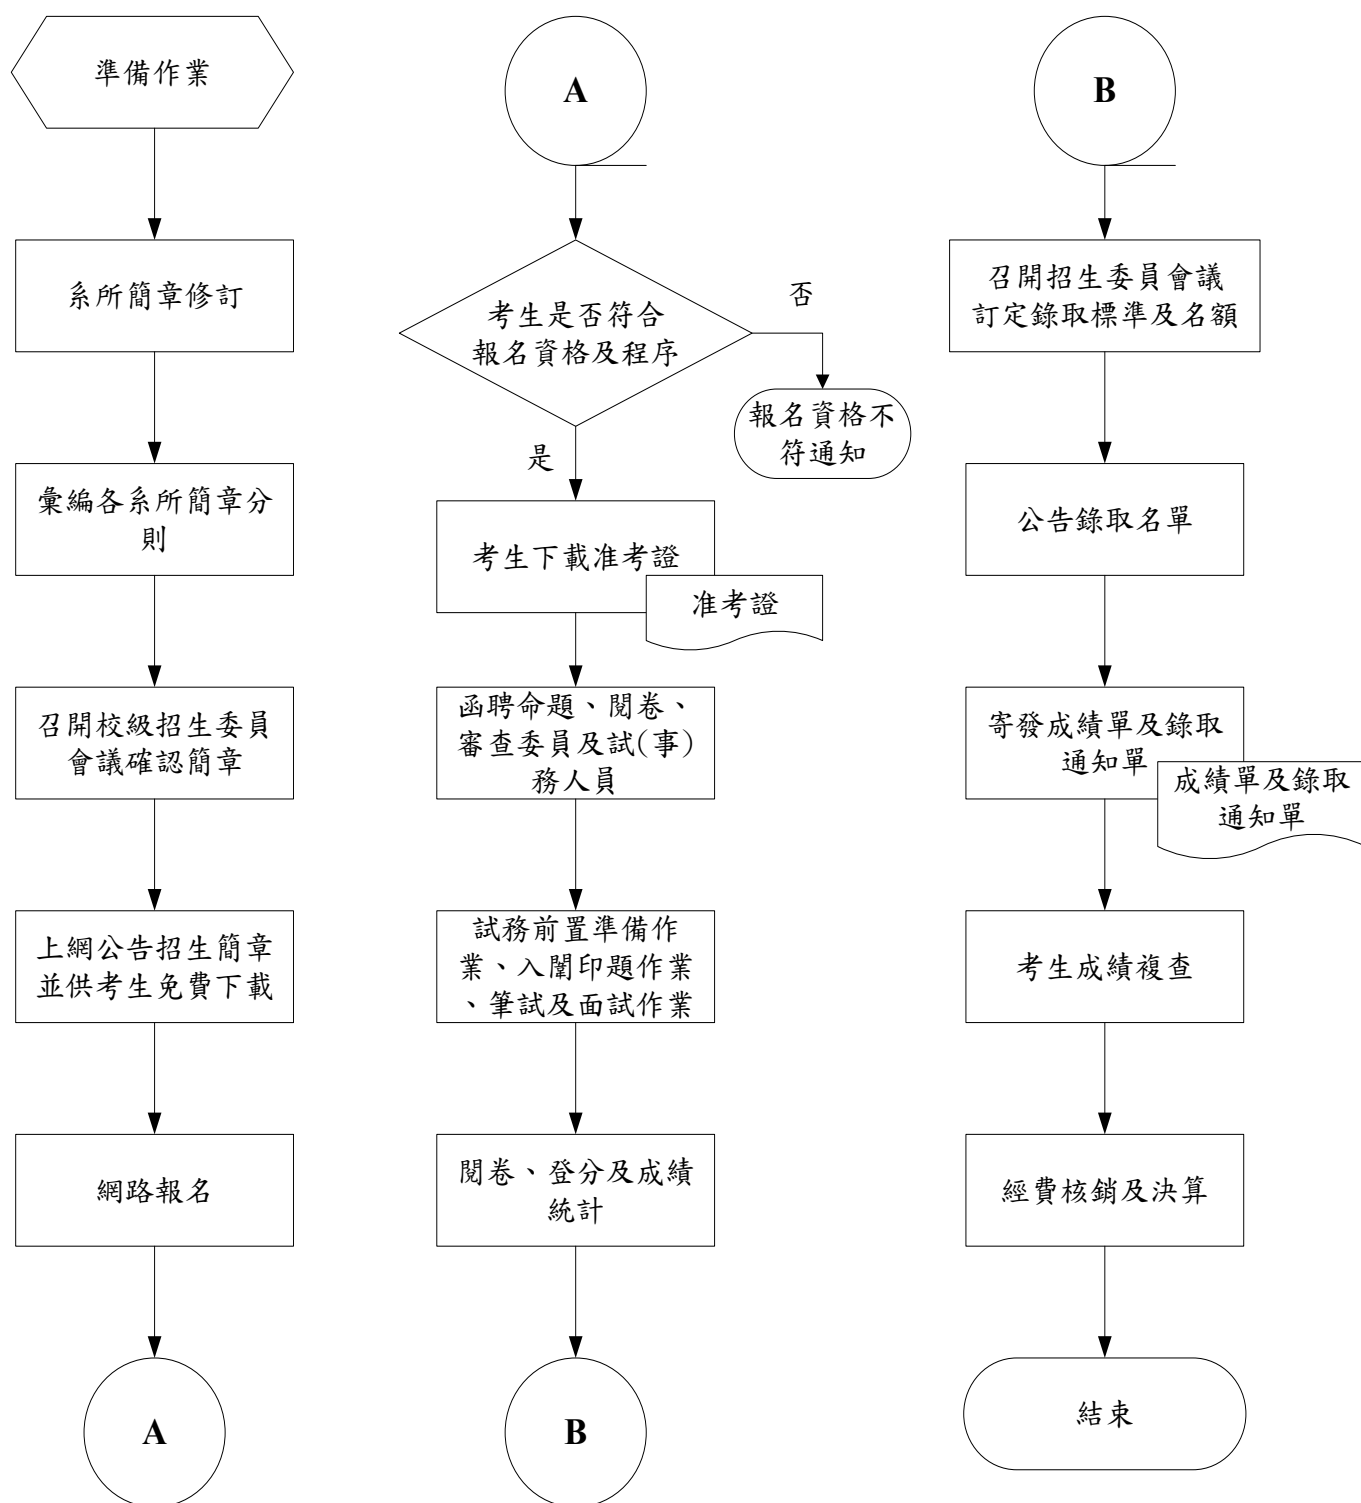 準備作業
系所簡章修訂
彙編各系所簡章分
則
召開校級招生委員
會議確認簡章
上網公告招生簡章
並供考生免費下載
網路報名
A
A
考生是否符合
報名資格及程序
否
報名資格不
符通知
是
考生下載准考證
准考證
函聘命題、閱卷、
審查委員及試(事)
務人員
試務前置準備作
業、入闈印題作業
、筆試及面試作業
閱卷、登分及成績
統計
B
B
召開招生委員會議
訂定錄取標準及名額
公告錄取名單
寄發成績單及錄取
通知單
成績單及錄取
通知單
考生成績複查
經費核銷及決算
結束